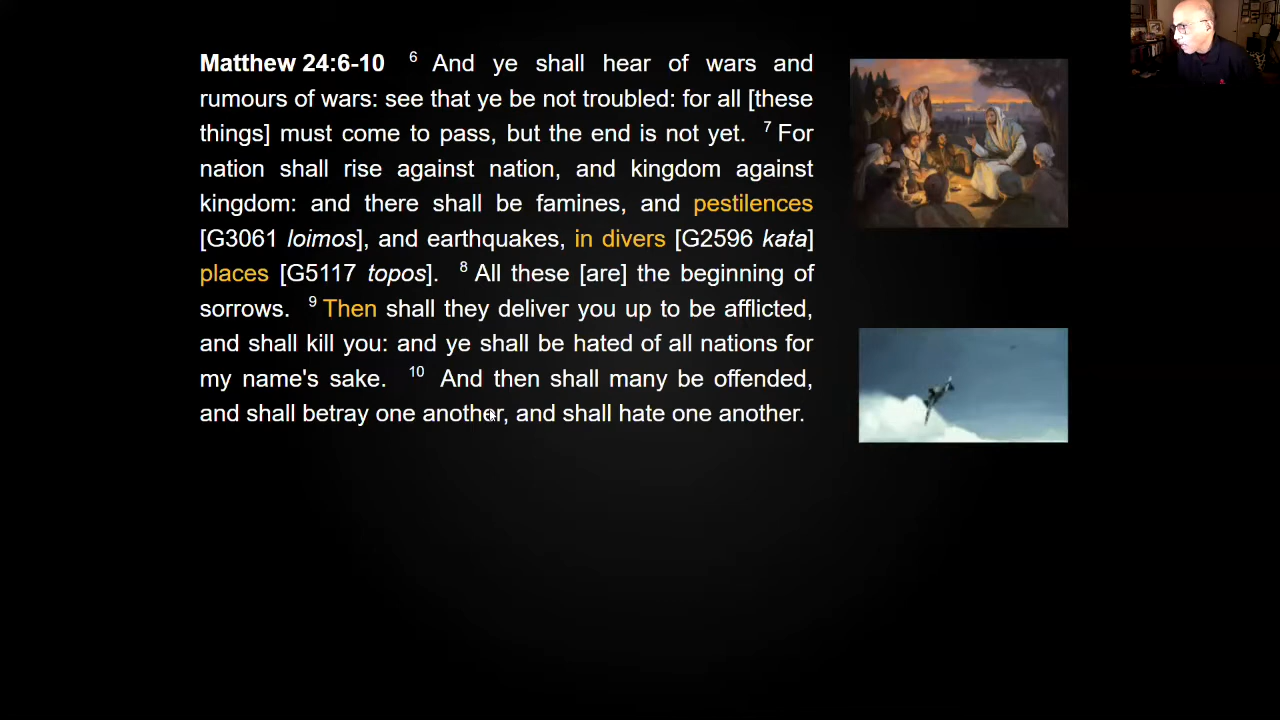 Matthew 24:6-10 6 And ye shall hear of wars and
rumours of wars: see that ye be not troubled: for all [these
things] must come to pass, but the end is not yet. 7 For
nation shall rise against nation, and kingdom against
kingdom: and there shall be famines, and pestilences
[G3061 loimos], and earthquakes, in divers [G2596 kata]
places [G5117 topos]. 8 All these [are] the beginning of
sorrows. 9 Then shall they deliver you up to be afflicted,
and shall kill you: and ye shall be hated of all nations for
my name's sake. 10 And then shall many be offended,
and shall betray one another, and shall hate one another.